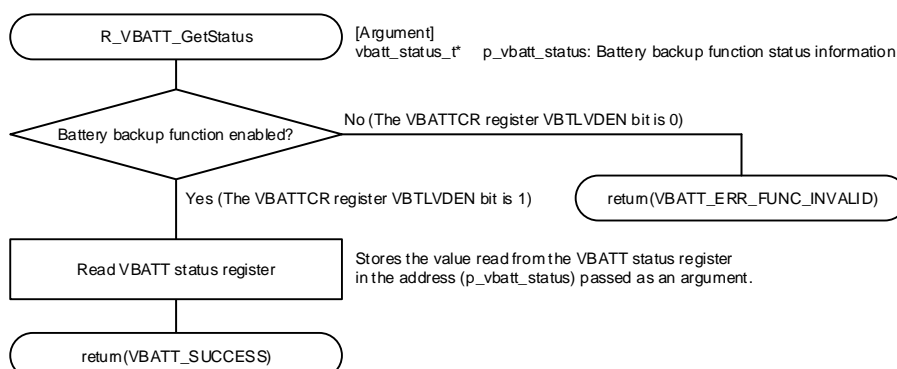 R_VBATT_GetStatus
[Argument]
vbatt_status_t* p_vbatt_status: Battery backup function status information
Battery backup function enabled?
No (The VBATTCR register VBTLVDEN bit is 0)
Yes (The VBATTCR register VBTLVDEN bit is 1)
return(VBATT_ERR_FUNC_INVALID)
Read VBATT status register
Stores the value read from the VBATT status register
in the address (p_vbatt_status) passed as an argument.
return(VBATT_SUCCESS)